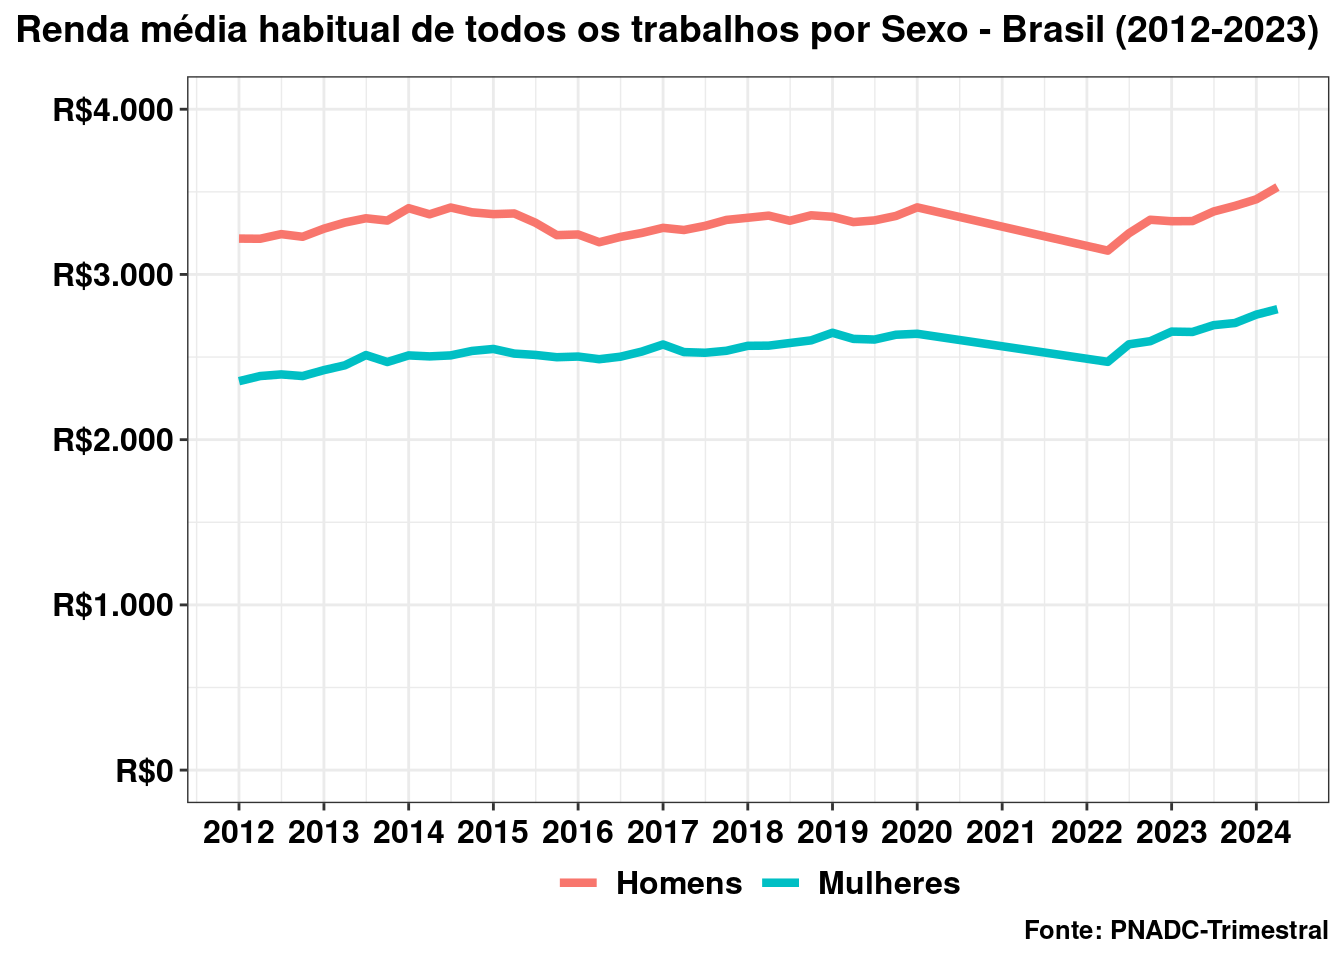 Renda média habitual de todos os trabalhos por Sexo - Brasil (2012-2023)
R$4.000
R$3.000
R$2.000
R$1.000
R$0
2012 2013 2014 2015 2016 2017 2018 2019 2020 2021 2022 2023 2024
Homens Mulheres
Fonte: PNADC-Trimestral